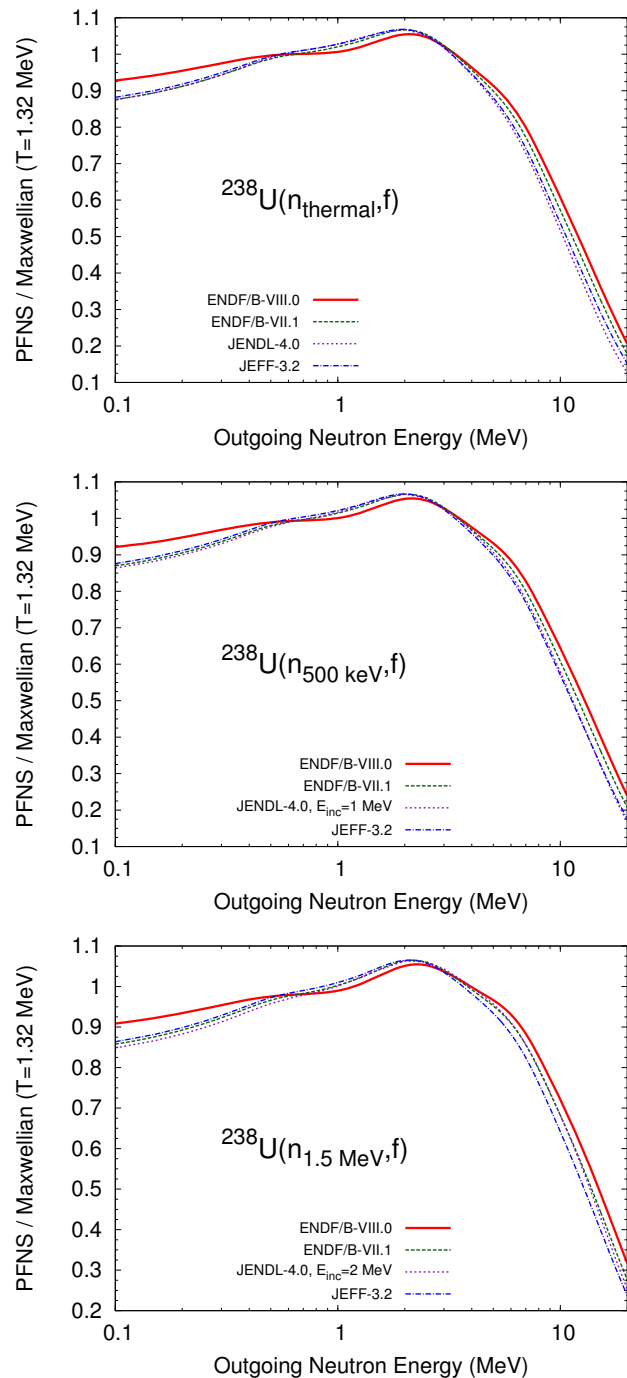 1.1
1
0.9
0.8
0.7
0.6
0.5
0.4
0.3
0.2
0.1
PFNS / Maxwellian (T=1.32 MeV)
238U(nthermal,f)
ENDF/B-VIII.0
ENDF/B-VII.1
JENDL-4.0
JEFF-3.2
0.1 1 10
Outgoing Neutron Energy (MeV)
1.1
1
0.9
0.8
0.7
0.6
0.5
0.4
0.3
0.2
0.1
PFNS / Maxwellian (T=1.32 MeV)
238U(n500 keV,f)
ENDF/B-VIII.0
ENDF/B-VII.1
JENDL-4.0, Einc=1 MeV
JEFF-3.2
0.1 1 10
Outgoing Neutron Energy (MeV)
1.1
1
0.9
0.8
0.7
0.6
0.5
0.4
0.3
0.2
PFNS / Maxwellian (T=1.32 MeV)
238U(n1.5 MeV,f)
ENDF/B-VIII.0
ENDF/B-VII.1
JENDL-4.0, Einc=2 MeV
JEFF-3.2
0.1 1 10
Outgoing Neutron Energy (MeV)